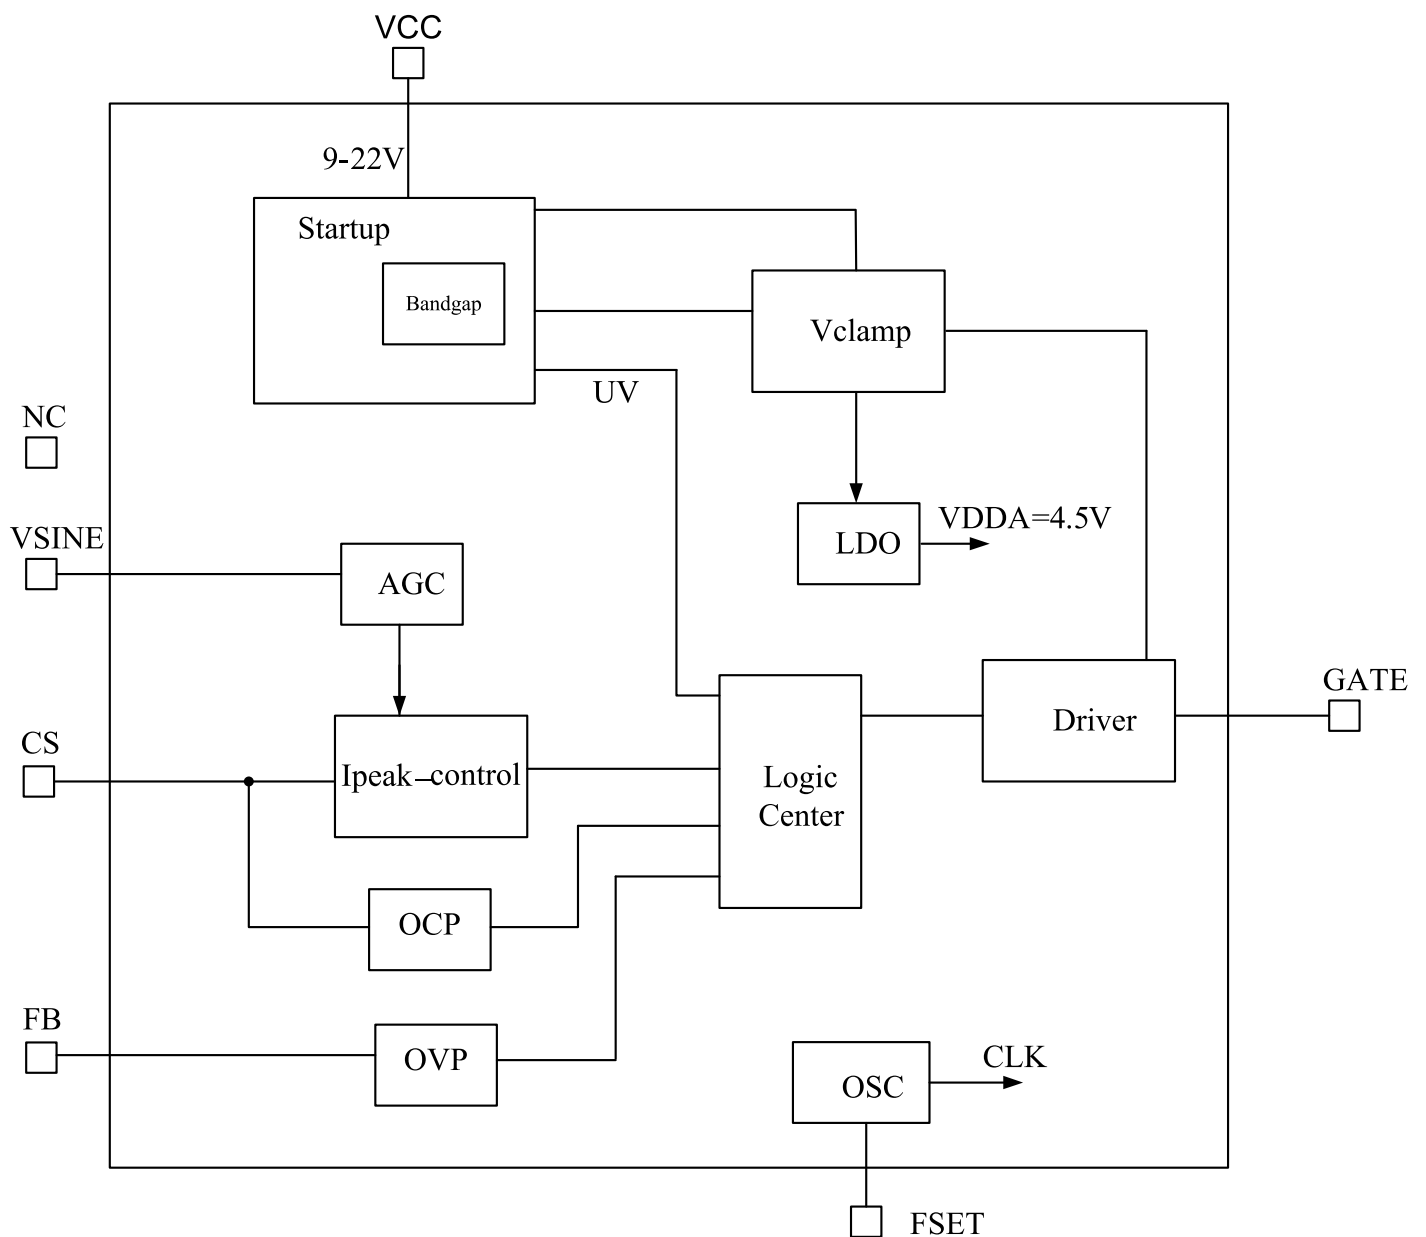 VCC
9-22V
Startup
Bandgap
Vclamp
UV
NC
VSINE
VDDA=4.5V
LDO
AGC
GATE
Driver
CS
Ipeak_control
Logic
Center
OCP
FB
OVP
CLK
OSC
FSET